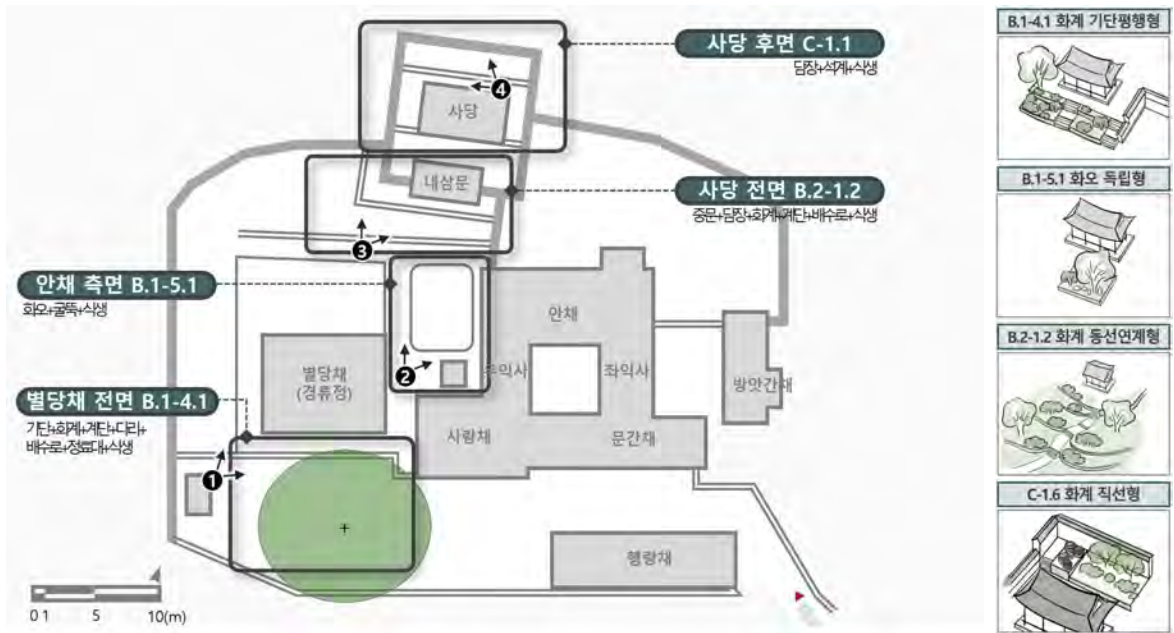 사당 후면 C-1.1
담장+석계+식생
사당
내삼문
사당 전면 B.2-1.2
중문+담장+화계+계단+배수로+식생
안채 측면 B.1-5.1
화오+굴뚝+식생
별당채 전면 B.1-4.1
기단+화계+계단+다리+
배수로+정료대+식생
안채
별당채
(경류정)
익사
좌익사
방앗간채
사랑채
문간채
행랑채
1
2
3
4
0 1 5 10(m)
B.1-4.1 화계 기단평행형
B.1-5.1 화오 독립형
B.2-1.2 화계 동선연계형
C-1.6 화계 직선형